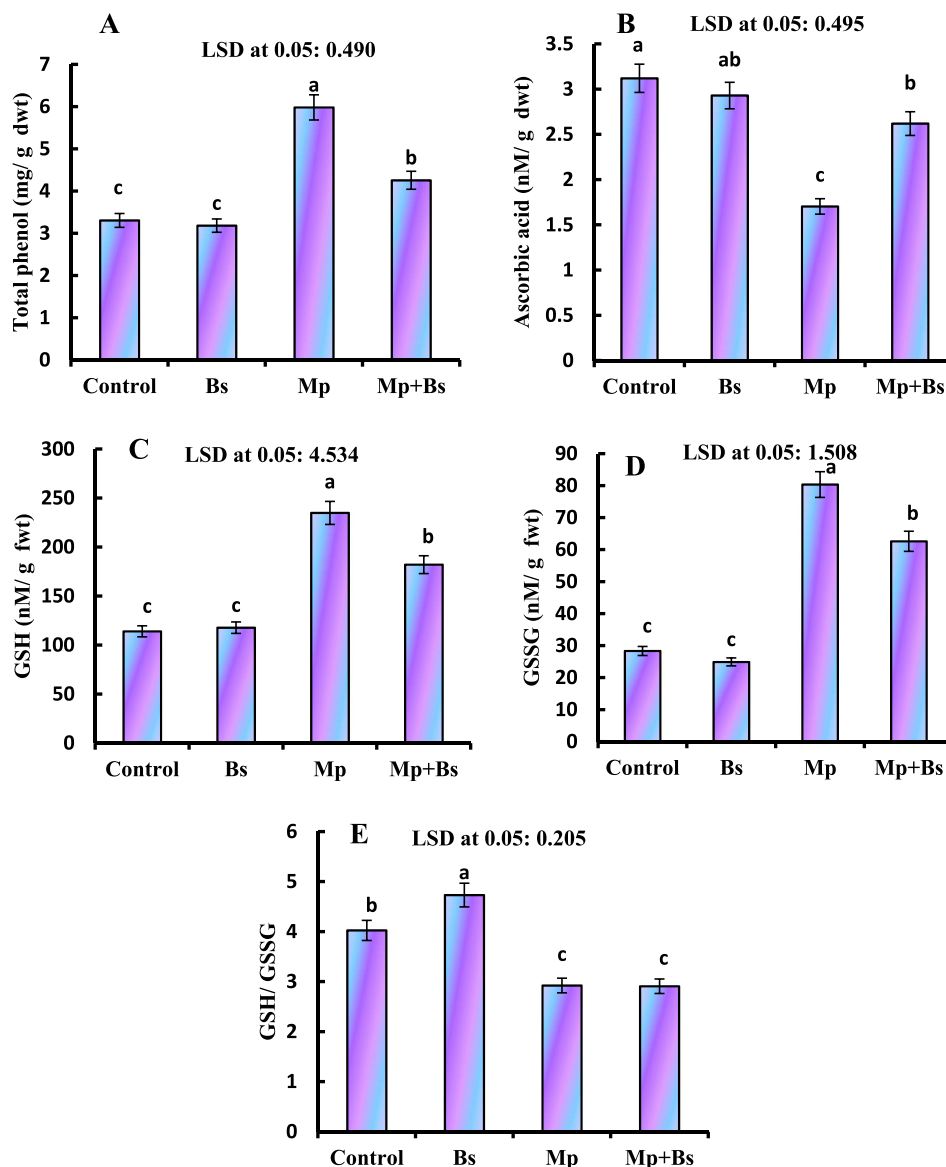 A
LSD at 0.05: 0.490
Total phenol (mg/ g dwt)
7
6
5
4
3
2
1
0
c
c
a
b
Control Bs Mp Mp+Bs
B
LSD at 0.05: 0.495
Ascorbic acid (nM/ g dwt)
3.5
3
2.5
2
1.5
1
0.5
0
a
ab
c
b
Control Bs Mp Mp+Bs
C
LSD at 0.05: 4.534
GSH (nM/ g fwt)
300
250
200
150
100
50
0
c
c
a
b
Control Bs Mp Mp+Bs
D
LSD at 0.05: 1.508
GSSG (nM/ g fwt)
90
80
70
60
50
40
30
20
10
0
c
c
a
b
Control Bs Mp Mp+Bs
E
LSD at 0.05: 0.205
GSH/ GSSG
6
5
4
3
2
1
0
b
a
c
c
Control Bs Mp Mp+Bs